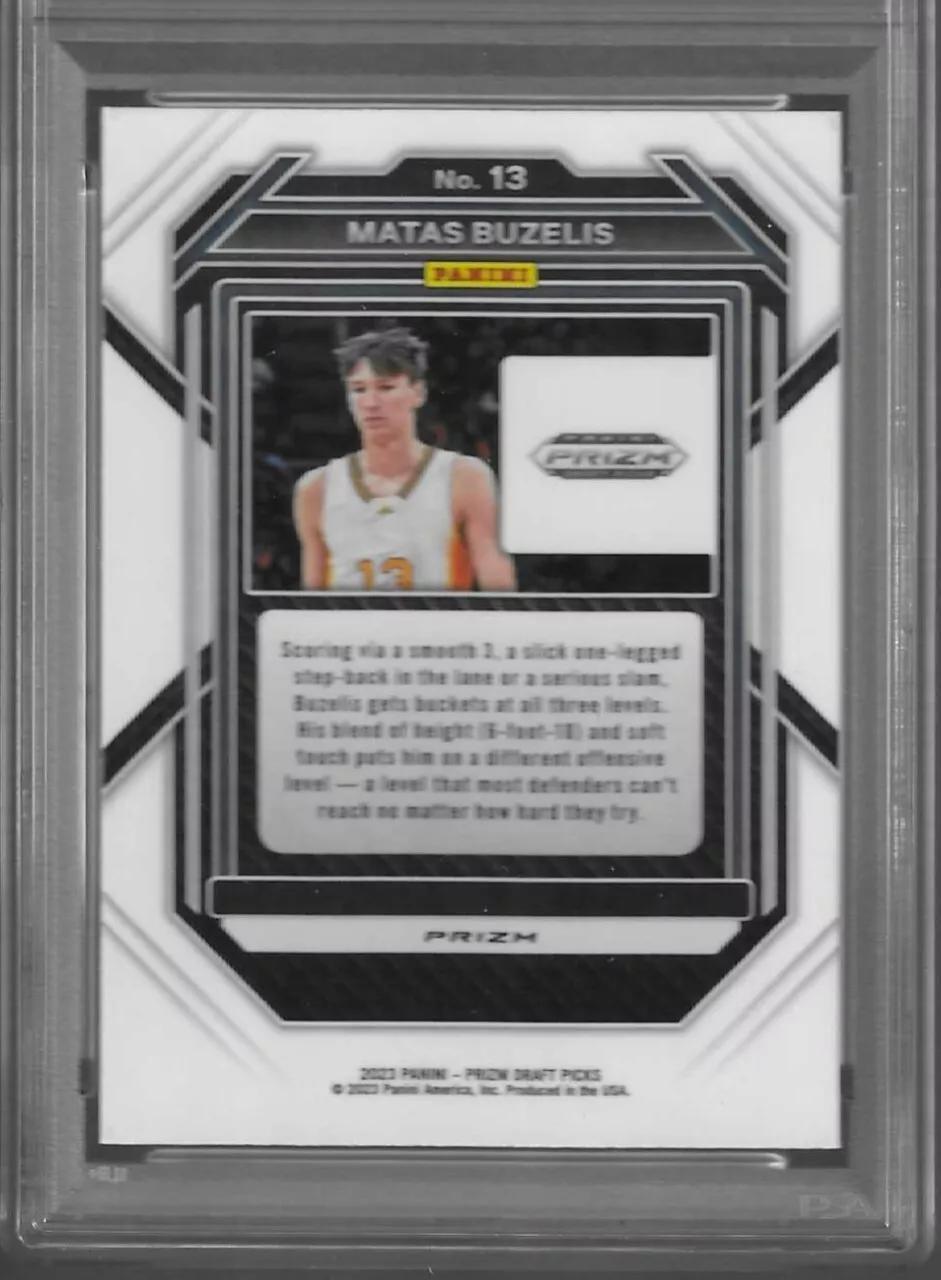 No. 13
MATAS BUZELIS
PANINI
13
PANINI
PRIZM
Scoring via a smooth 3, a slick one-legged
step-back in the lane or a serious slam,
Buzelis gets buckets at all three levels.
His blend of height (6-foot-10) and soft
touch puts him on a different offensive
level — a level that most defenders can't
reach no matter how hard they try.
PRIZM
2023 PANINI – PRIZM DRAFT PICKS
© 2023 Panini America, Inc. Produced in the USA.
PSA